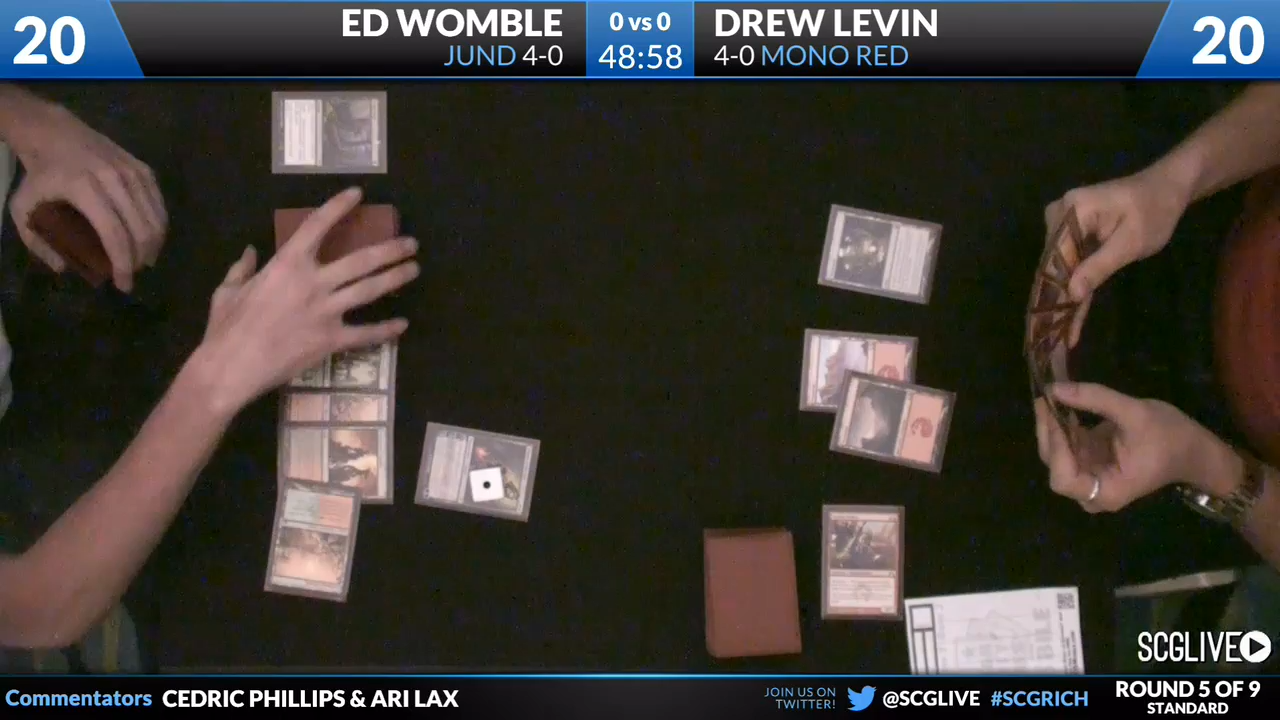 20
ED WOMBLE
JUND 4-0
0 vs 0
48:58
DREW LEVIN
4-0 MONO RED
20
SCGLIVE
Commentators CEDRIC PHILLIPS & ARI LAX
JOIN US ON
TWITTER!
@SCGLIVE #SCGRICH
ROUND 5 OF 9
STANDARD